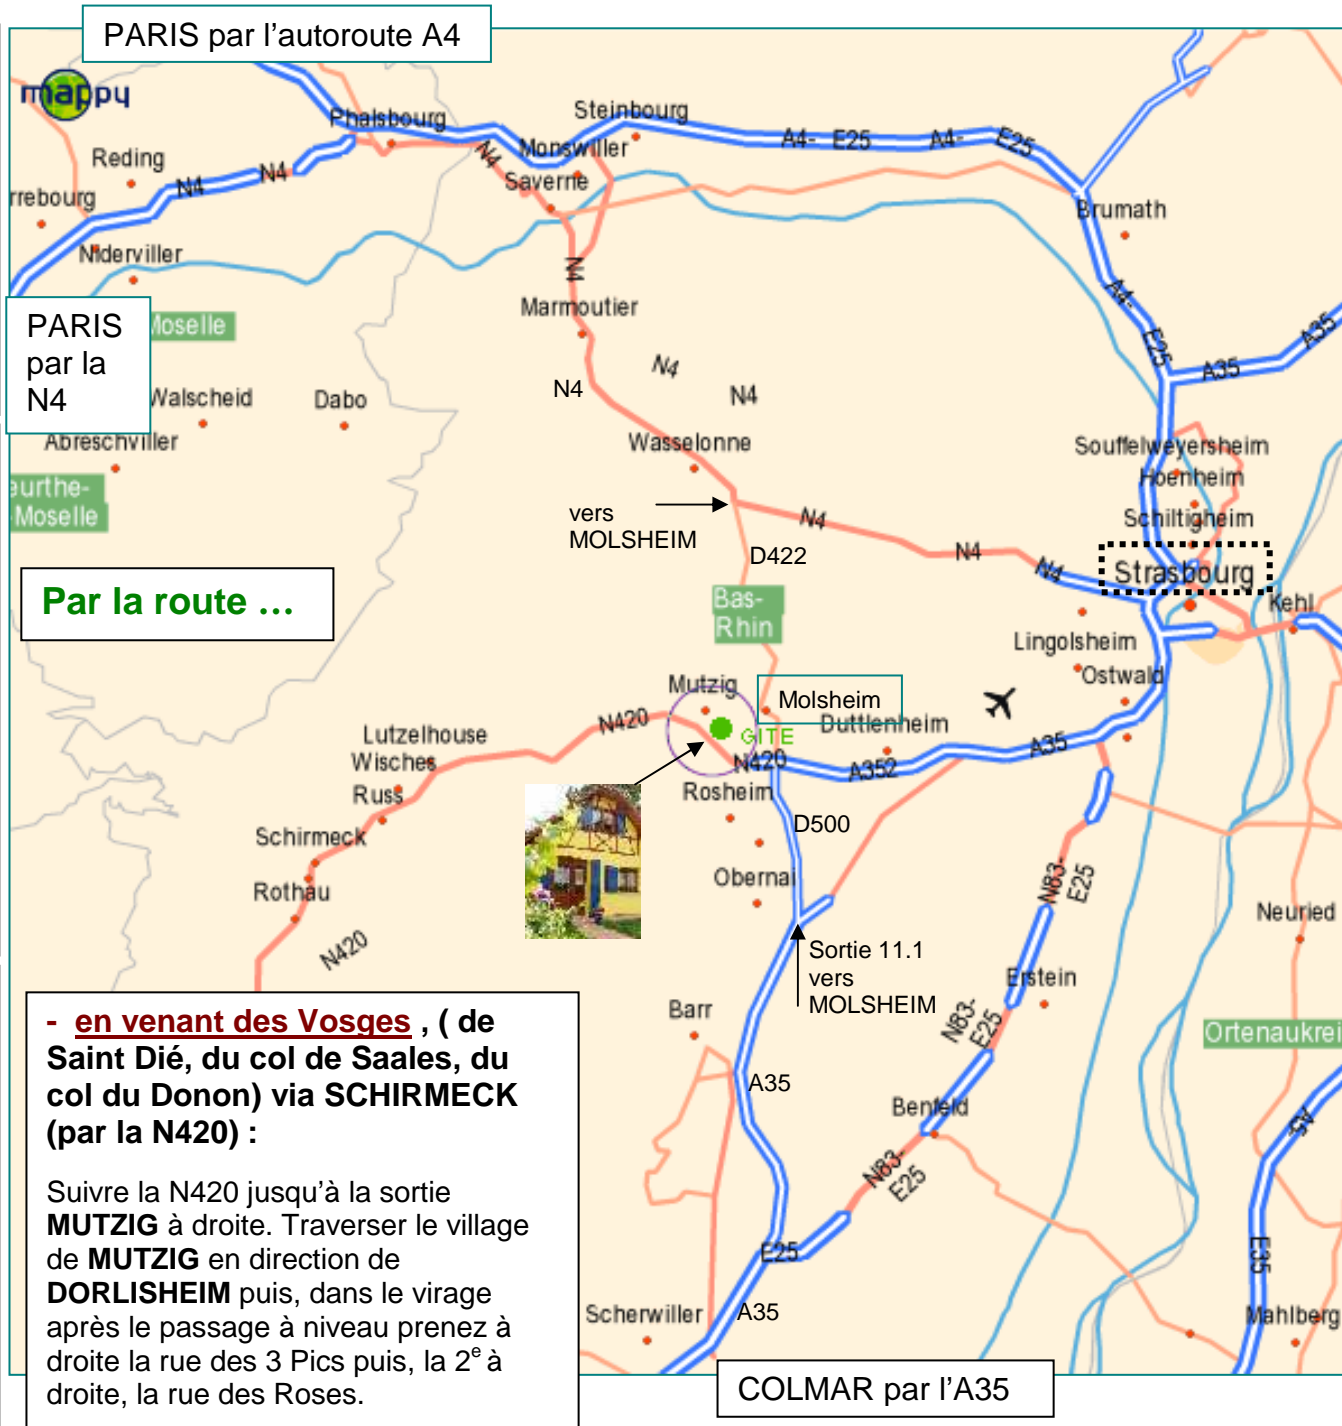 PARIS par l'autoroute A4
mappy
Phalsbourg
Steinbourg
A4- E25
A4-
E25
Reding
N4
N4
N4
Monswiller
Saverne
rrebourg
Brumath
Niderviller
N4
A4-
E25
Marmoutier
PARIS
par la
N4
Moselle
A35
A35
N4
N4
N4
Walscheid
Dabo
Abreschviller
Wasselonne
Souffelweyersheim
Hoenheim
Schiltigheim
eurthe-
-Moselle
vers
MOLSHEIM
N4
N4
N4
D422
Strasbourg
Kehl
Par la route …
Bas-
Rhin
Lingolsheim
Ostwald
Mutzig
Molsheim
N420
GITE
Duttlenheim
Lutzelhouse
Wisches
Russ
N420
A352
A35
Rosheim
D500
Schirmeck
Rothau
Obernai
N83-
E25
Neuried
N420
Sortie 11.1
vers
MOLSHEIM
Erstein
Barr
N83-
E25
Ortenaukrei
- en venant des Vosges , ( de
Saint Dié, du col de Saales, du
col du Donon) via SCHIRMECK
(par la N420) :
A35
Benfeld
A5-
Suivre la N420 jusqu'à la sortie
MUTZIG à droite. Traverser le village
de MUTZIG en direction de
DORLISHEIM puis, dans le virage
après le passage à niveau prenez à
droite la rue des 3 Pics puis, la 2e à
droite, la rue des Roses.
N83-
E25
E25
E35
Scherwiller
A35
Mahlberg
COLMAR par l'A35